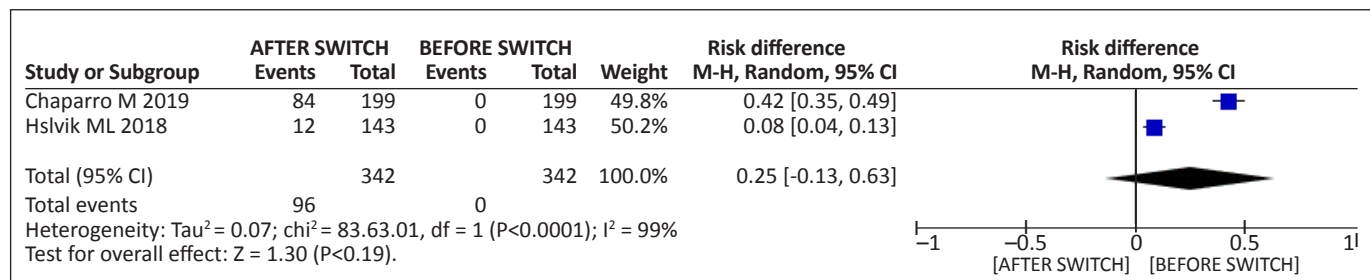 AFTER SWITCH BEFORE SWITCH Risk difference Risk difference
Study or Subgroup Events Total Events Total Weight M-H, Random, 95% CI M-H, Random, 95% CI
Chaparro M 2019 84 199 0 199 49.8% 0.42 [0.35, 0.49]
Hslvik ML 2018 12 143 0 143 50.2% 0.08 [0.04, 0.13]
Total (95% CI) 342 342 100.0% 0.25 [-0.13, 0.63]
Total events 96 0
Heterogeneity: Tau² = 0.07; chi² = 83.63.01, df = 1 (P<0.0001); I² = 99%
Test for overall effect: Z = 1.30 (P<0.19).
−1 −0.5 0 0.5 1
[AFTER SWITCH] [BEFORE SWITCH]